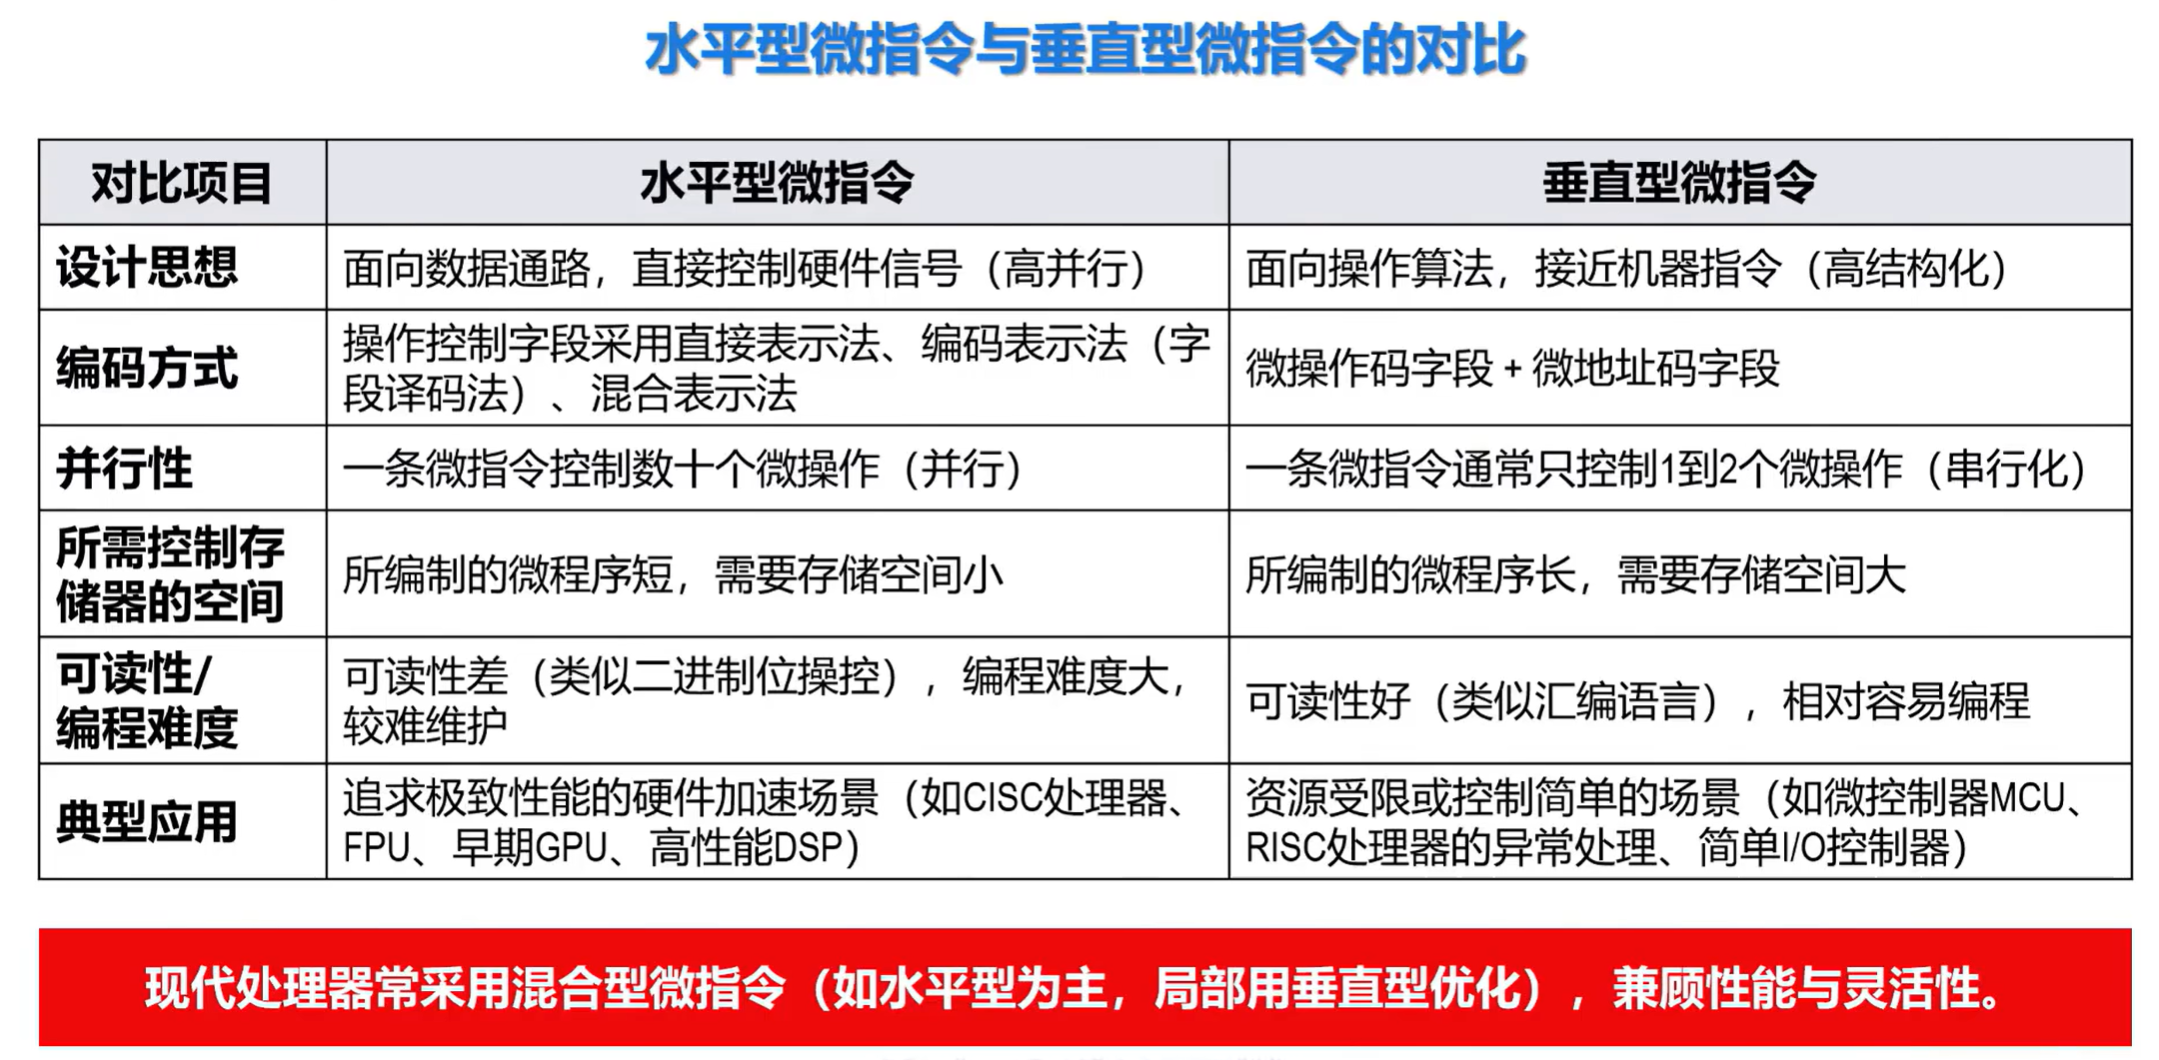 水平型微指令与垂直型微指令的对比
对比项目
水平型微指令
垂直型微指令
设计思想
面向数据通路，直接控制硬件信号（高并行）
面向操作算法，接近机器指令（高结构化）
编码方式
操作控制字段采用直接表示法、编码表示法（字
段译码法）、混合表示法
微操作码字段 + 微地址码字段
并行性
一条微指令控制数十个微操作（并行）
一条微指令通常只控制1到2个微操作（串行化）
所需控制存
储器的空间
所编制的微程序短，需要存储空间小
所编制的微程序长，需要存储空间大
可读性/
编程难度
可读性差（类似二进制位操控），编程难度大，
较难维护
可读性好（类似汇编语言），相对容易编程
典型应用
追求极致性能的硬件加速场景（如CISC处理器、
FPU、早期GPU、高性能DSP）
资源受限或控制简单的场景（如微控制器MCU、
RISC处理器的异常处理、简单I/O控制器）
现代处理器常采用混合型微指令（如水平型为主，局部用垂直型优化），兼顾性能与灵活性。